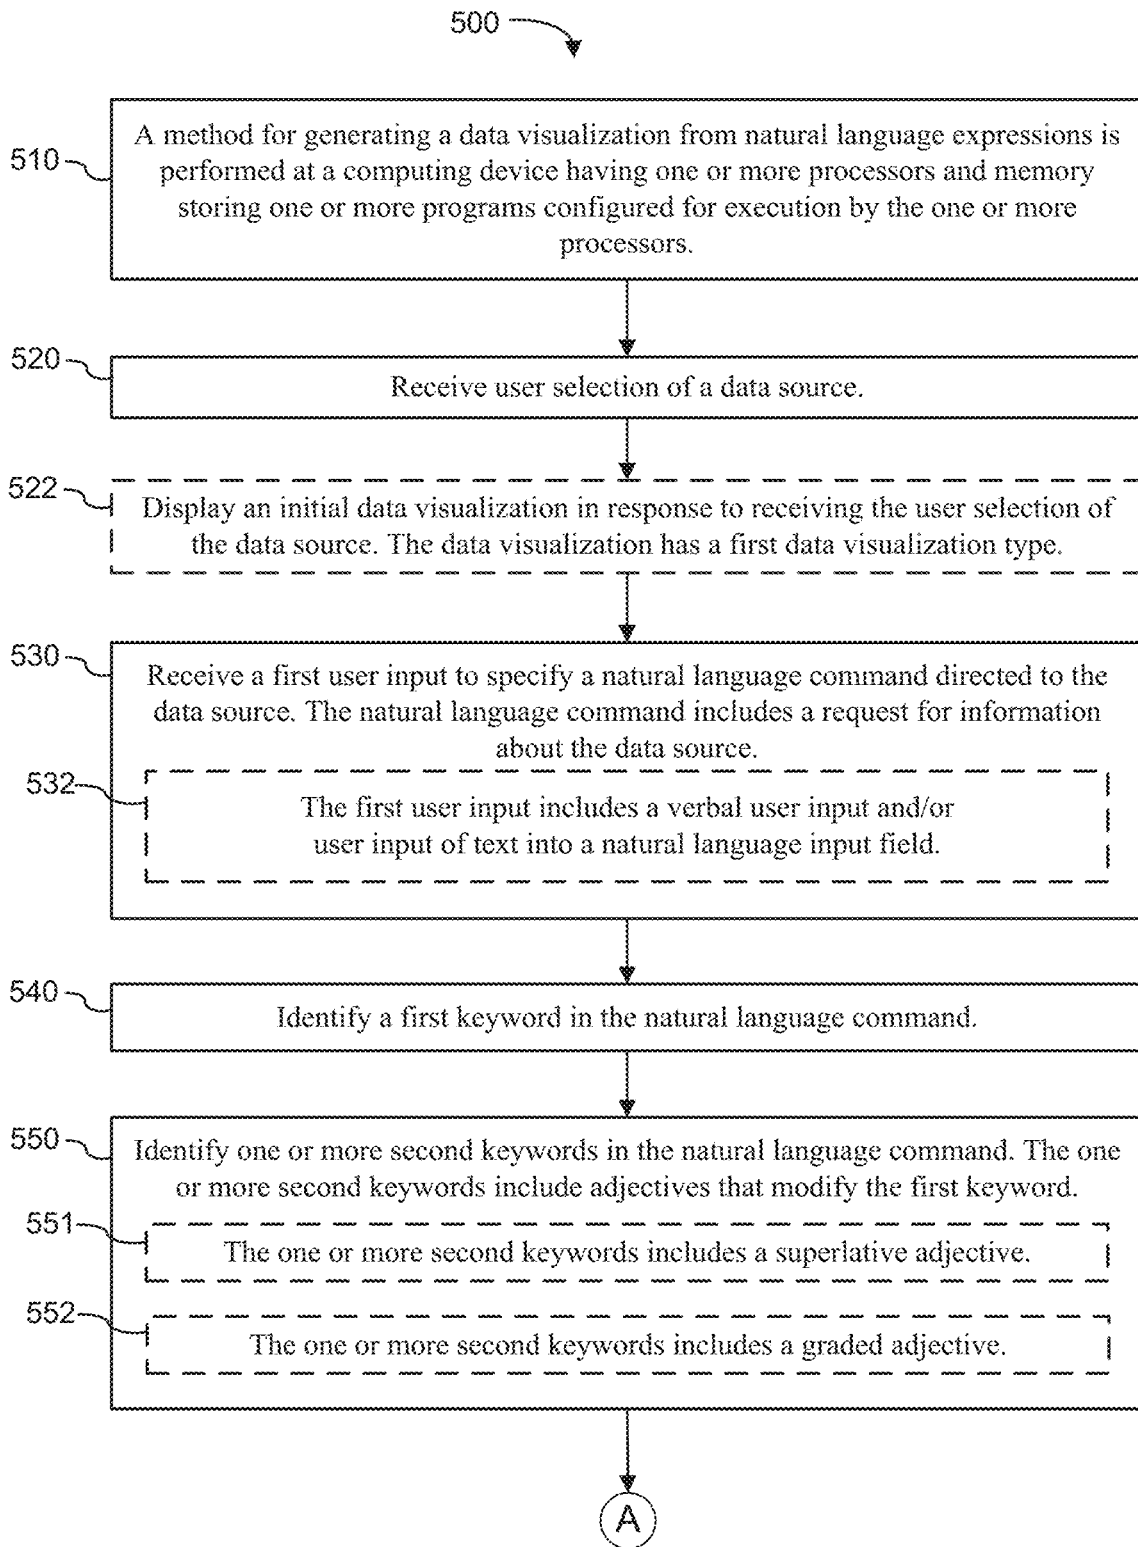 500
510
A method for generating a data visualization from natural language expressions is
performed at a computing device having one or more processors and memory
storing one or more programs configured for execution by the one or more
processors.
520
Receive user selection of a data source.
522
Display an initial data visualization in response to receiving the user selection of
the data source. The data visualization has a first data visualization type.
530
Receive a first user input to specify a natural language command directed to the
data source. The natural language command includes a request for information
about the data source.
532
The first user input includes a verbal user input and/or
user input of text into a natural language input field.
540
Identify a first keyword in the natural language command.
550
Identify one or more second keywords in the natural language command. The one
or more second keywords include adjectives that modify the first keyword.
551
The one or more second keywords includes a superlative adjective.
552
The one or more second keywords includes a graded adjective.
A